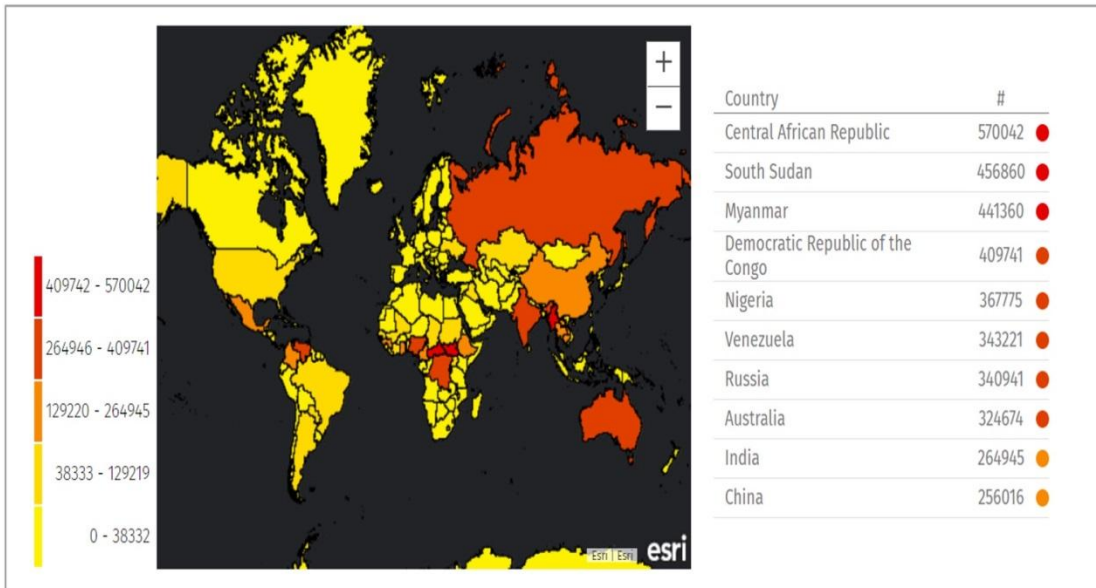 +
−
409742 - 570042
264946 - 409741
129220 - 264945
38333 - 129219
0 - 38332
Esri | Esri
esri
Country #
Central African Republic 570042
South Sudan 456860
Myanmar 441360
Democratic Republic of the
Congo 409741
Nigeria 367775
Venezuela 343221
Russia 340941
Australia 324674
India 264945
China 256016